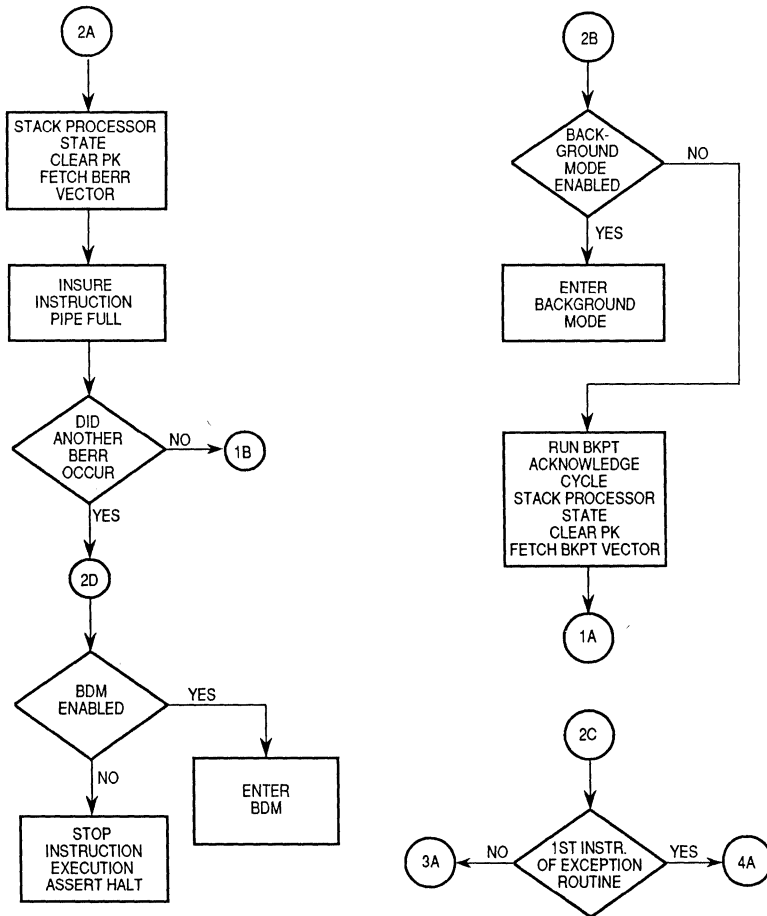 2A
STACK PROCESSOR
STATE
CLEAR PK
FETCH BERR
VECTOR
INSURE
INSTRUCTION
PIPE FULL
DID
ANOTHER
BERR
OCCUR
NO
1B
YES
2D
BDM
ENABLED
YES
NO
ENTER
BDM
STOP
INSTRUCTION
EXECUTION
ASSERT HALT
2B
BACK-
GROUND
MODE
ENABLED
NO
YES
ENTER
BACKGROUND
MODE
RUN BKPT
ACKNOWLEDGE
CYCLE
STACK PROCESSOR
STATE
CLEAR PK
FETCH BKPT VECTOR
1A
2C
1ST INSTR.
OF EXCEPTION
ROUTINE
NO
3A
YES
4A